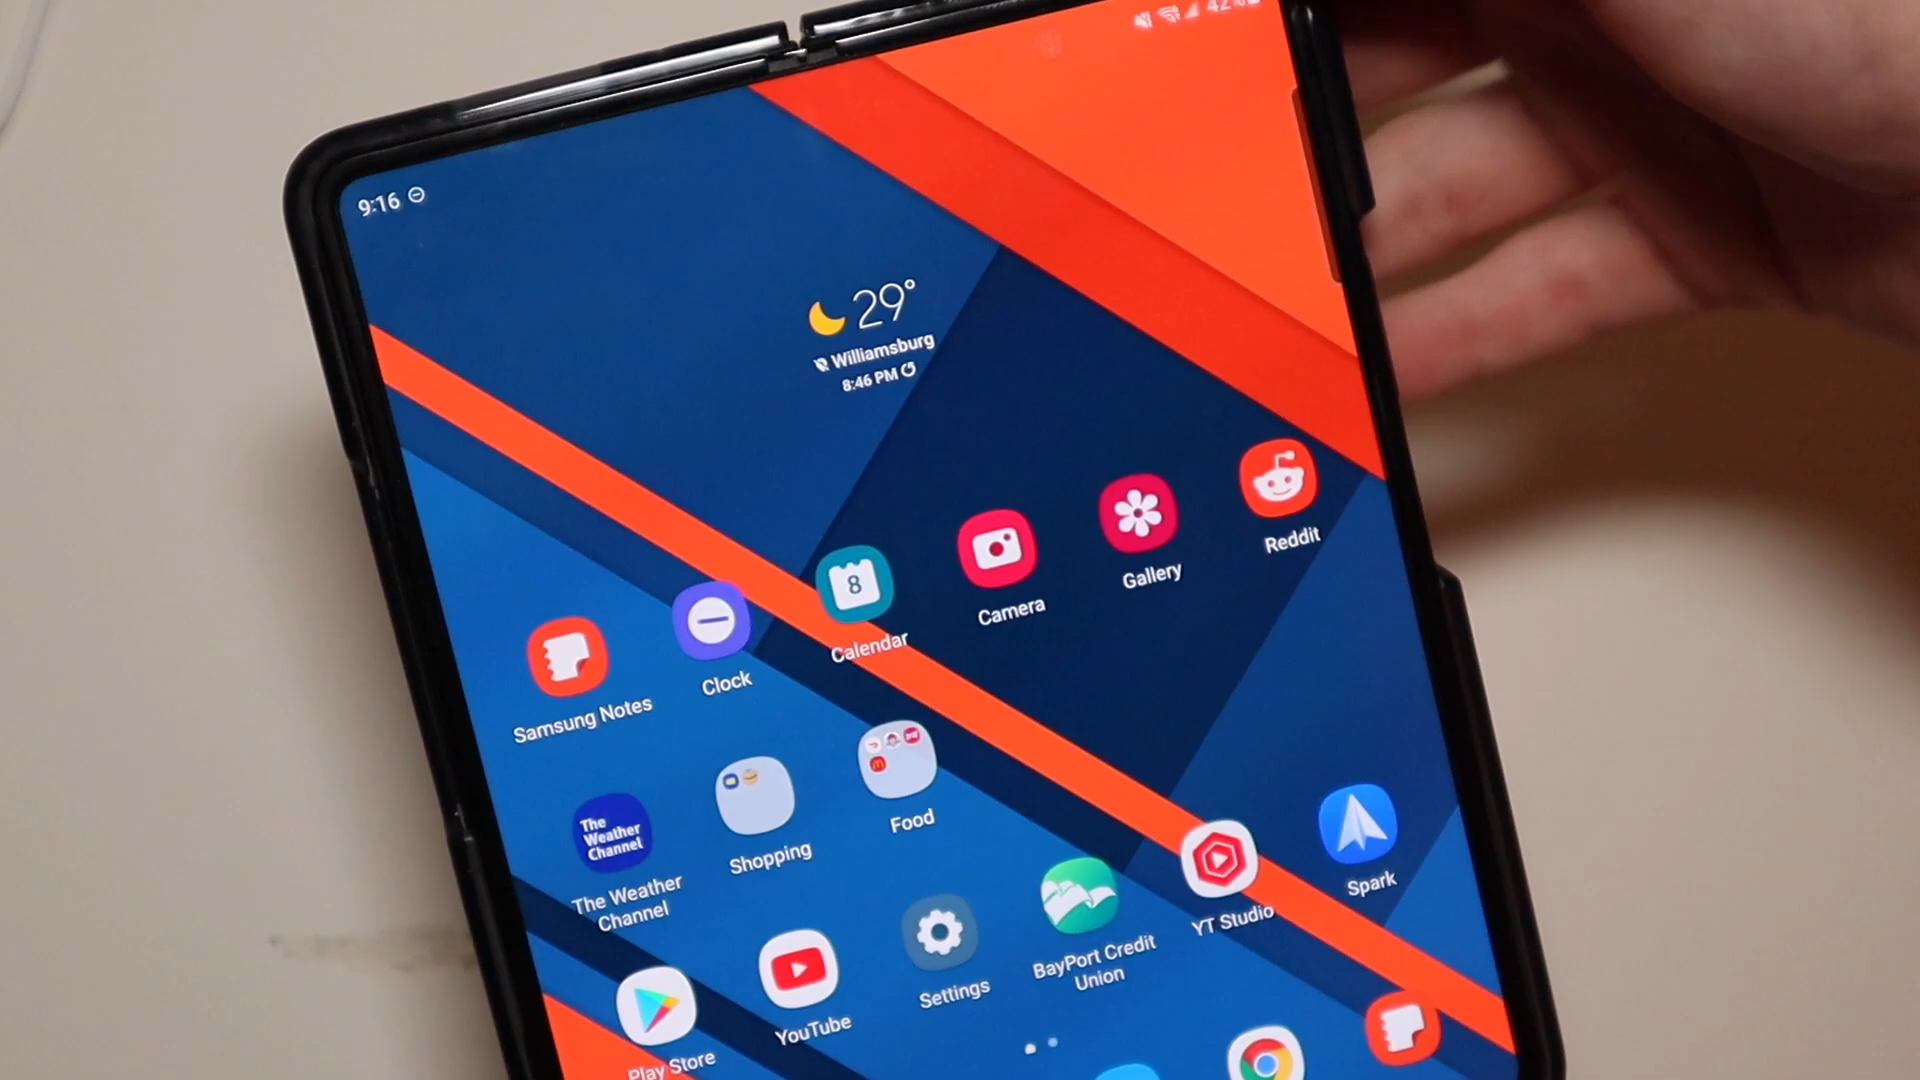 9:16
42%
29°
Williamsburg
8:46 PM
Reddit
Gallery
Camera
8
Calendar
Clock
Samsung Notes
The
Weather
Channel
The Weather
Channel
Shopping
Food
Spark
YT Studio
BayPort Credit
Union
Settings
YouTube
Play Store